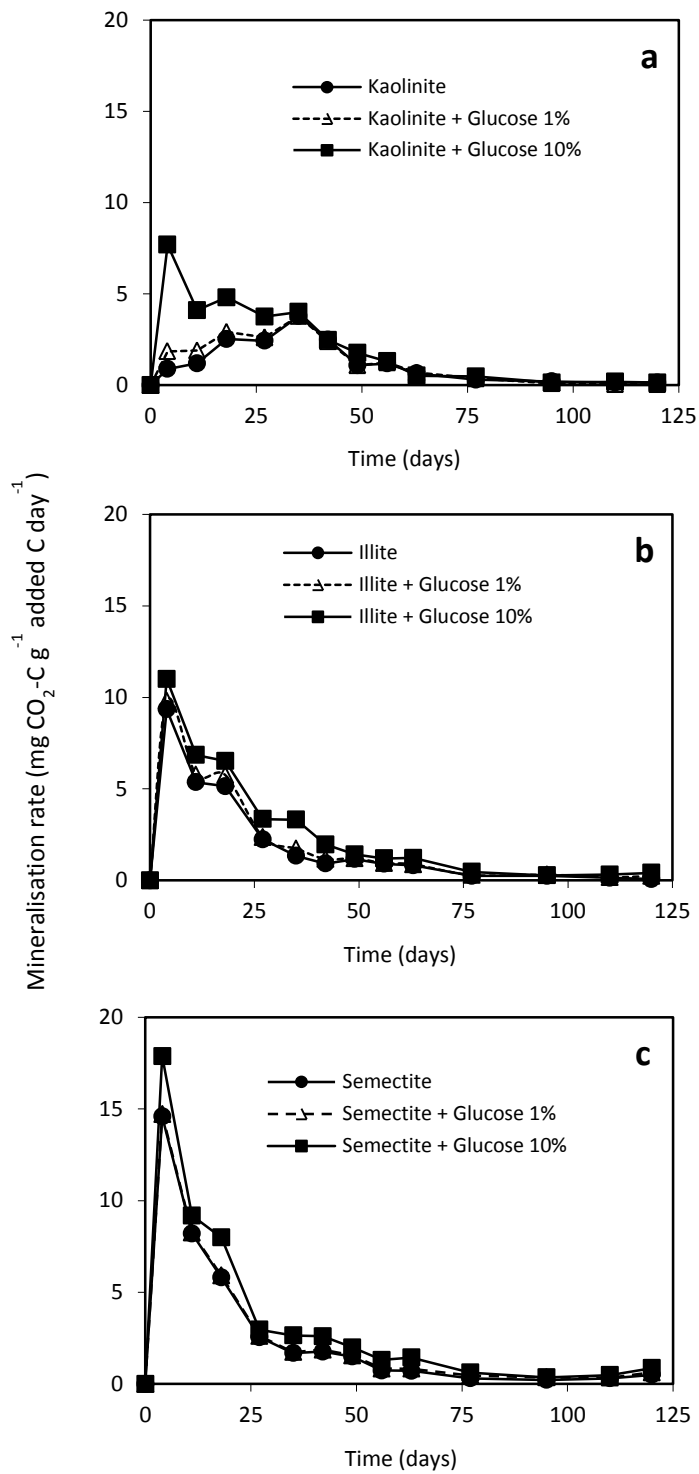 Mineralisation rate (mg CO2-C g-1 added C day-1)
20
15
10
5
0
a
Kaolinite
Kaolinite + Glucose 1%
Kaolinite + Glucose 10%
0 25 50 75 100 125
Time (days)
20
15
10
5
0
b
Illite
Illite + Glucose 1%
Illite + Glucose 10%
0 25 50 75 100 125
Time (days)
20
15
10
5
0
c
Semectite
Semectite + Glucose 1%
Semectite + Glucose 10%
0 25 50 75 100 125
Time (days)